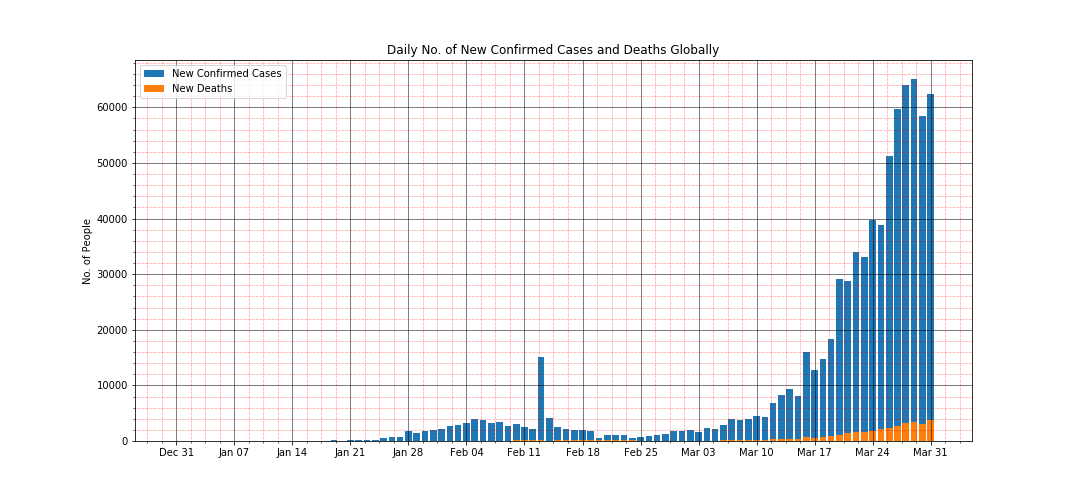 Daily No. of New Confirmed Cases and Deaths Globally
New Confirmed Cases
New Deaths
No. of People
60000
50000
40000
30000
20000
10000
0
Dec 31 Jan 07 Jan 14 Jan 21 Jan 28 Feb 04 Feb 11 Feb 18 Feb 25 Mar 03 Mar 10 Mar 17 Mar 24 Mar 31